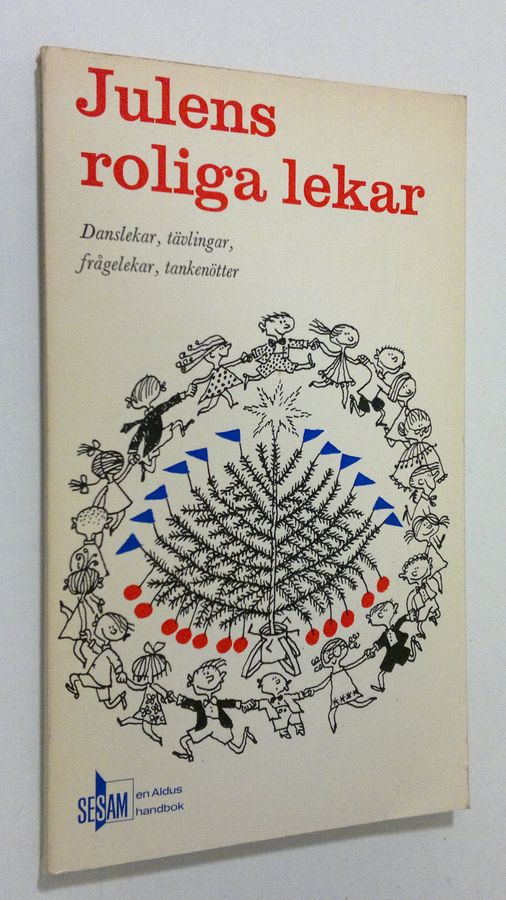 Julens
roliga lekar
Danslekar, tävlingar,
frågelekar, tankenötter
SESAM
en Aldus
handbok